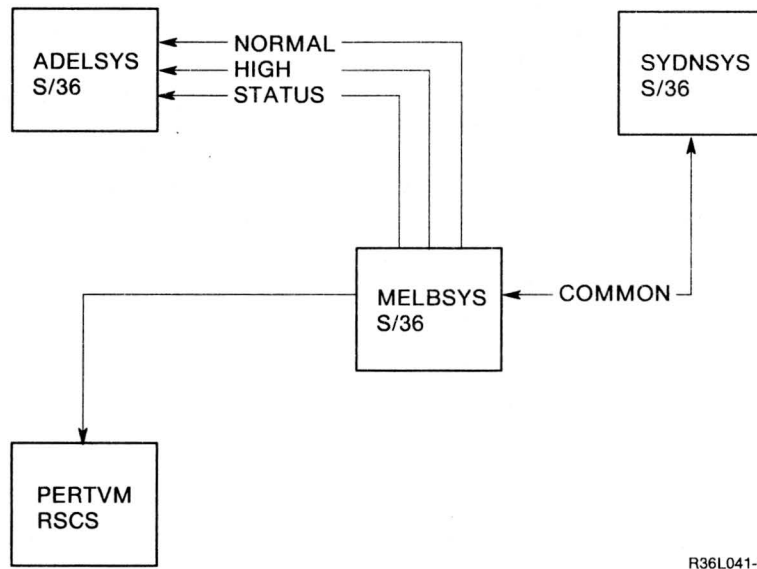 ADELSYS
S/36
NORMAL
HIGH
STATUS
SYDNSYS
S/36
MELBSYS
S/36
COMMON
PERTVM
RSCS
R36L041-